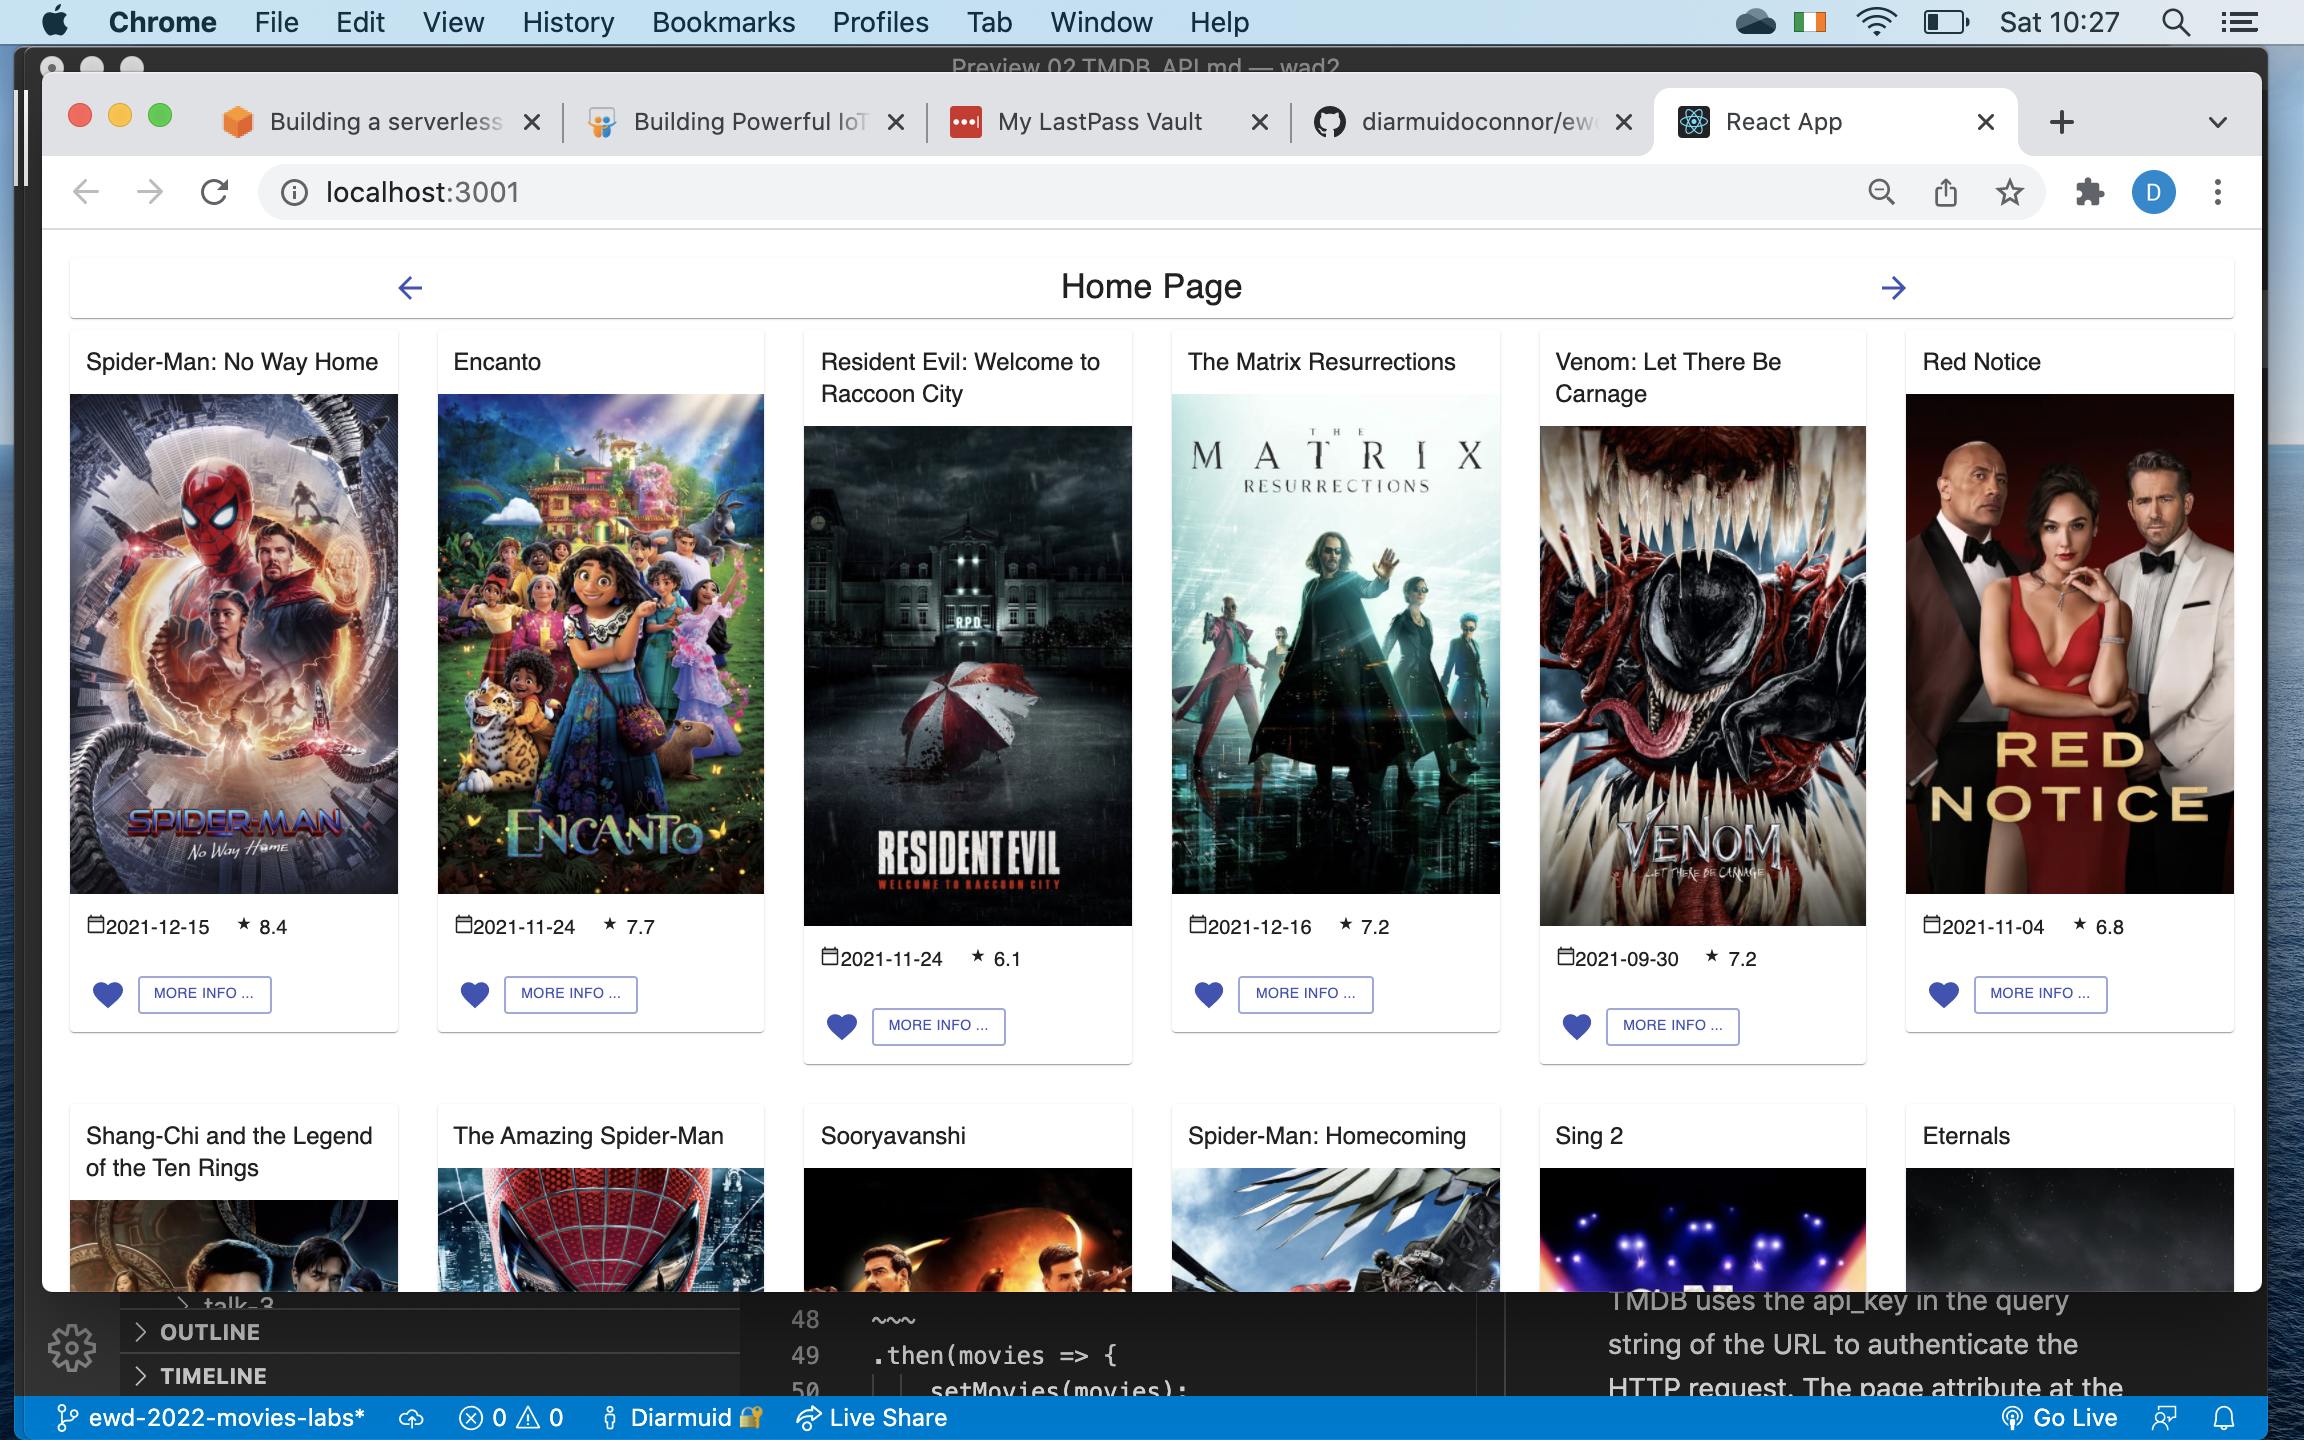 Chrome File Edit View History Bookmarks Profiles Tab Window Help Sat 10:27
Preview 02 TMDB_API.md — wad2
Building a serverless Building Powerful IoT My LastPass Vault diarmuidoconnor/ewd React App
localhost:3001 D
Home Page
Spider-Man: No Way Home
SPIDER-MAN
No Way Home
2021-12-15 ★ 8.4
MORE INFO ...
Encanto
ENCANTO
2021-11-24 ★ 7.7
MORE INFO ...
Resident Evil: Welcome to
Raccoon City
R.P.D.
RESIDENT EVIL
WELCOME TO RACCOON CITY
2021-11-24 ★ 6.1
MORE INFO ...
The Matrix Resurrections
THE
MATRIX
RESURRECTIONS
2021-12-16 ★ 7.2
MORE INFO ...
Venom: Let There Be
Carnage
VENOM
LET THERE BE CARNAGE
2021-09-30 ★ 7.2
MORE INFO ...
Red Notice
RED
NOTICE
2021-11-04 ★ 6.8
MORE INFO ...
Shang-Chi and the Legend
of the Ten Rings
The Amazing Spider-Man
Sooryavanshi
Spider-Man: Homecoming
Sing 2
Eternals
talk-3
OUTLINE
TIMELINE
48 ~~~
49 .then(movies => {
50 setMovies(movies);
TMDB uses the api_key in the query
string of the URL to authenticate the
HTTP request. The page attribute at the
ewd-2022-movies-labs* 0 0 Diarmuid Live Share Go Live